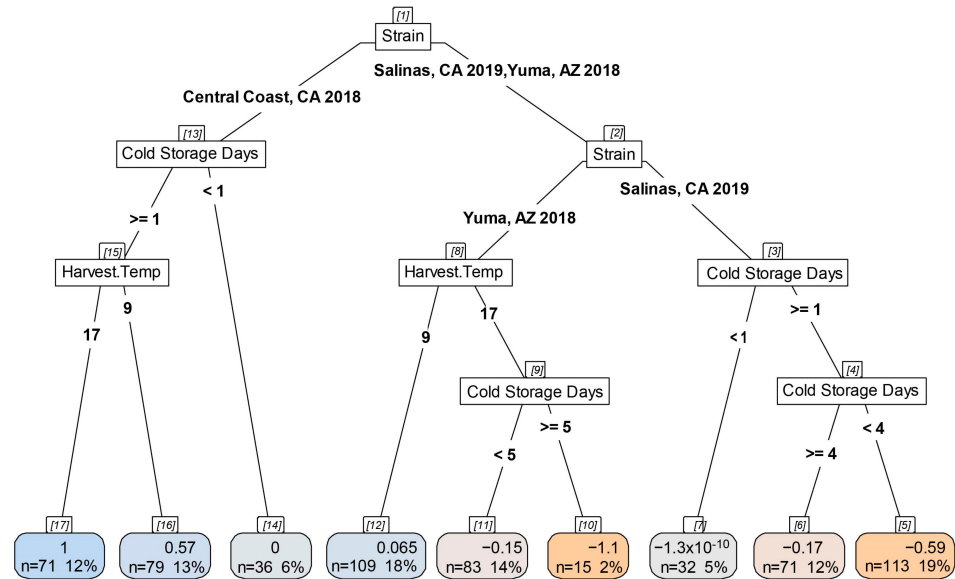 [1]
Strain
Salinas, CA 2019,Yuma, AZ 2018
Central Coast, CA 2018
[13]
Cold Storage Days
[2]
Strain
< 1
Salinas, CA 2019
>= 1
Yuma, AZ 2018
[15]
Harvest.Temp
[8]
Harvest.Temp
[3]
Cold Storage Days
9
17
>= 1
17
9
<1
[9]
Cold Storage Days
[4]
Cold Storage Days
>= 5
< 4
< 5
>= 4
[17]
[16]
[14]
[12]
[11]
[10]
[7]
[6]
[5]
1
n=71 12%
0.57
n=79 13%
0
n=36 6%
0.065
n=109 18%
−0.15
n=83 14%
−1.1
n=15 2%
−1.3x10⁻¹⁰
n=32 5%
−0.17
n=71 12%
−0.59
n=113 19%